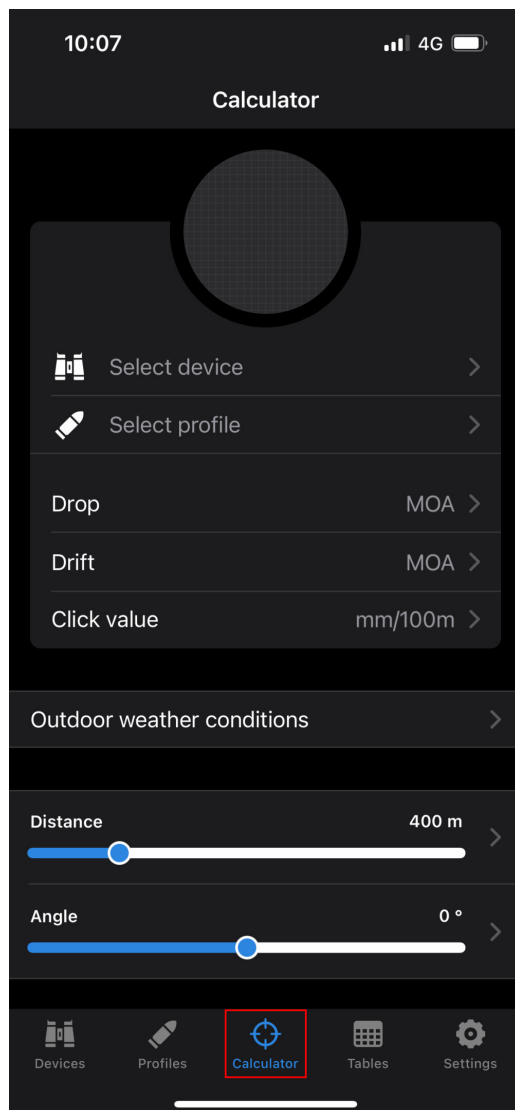 10:07 4G
Calculator
Select device
Select profile
Drop MOA
Drift MOA
Click value mm/100m
Outdoor weather conditions
Distance 400 m
Angle 0 °
Devices Profiles Calculator Tables Settings